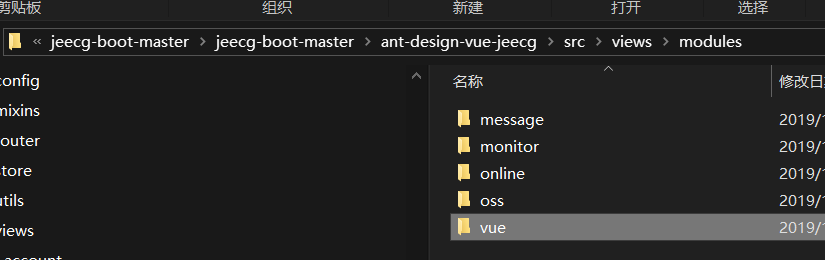 剪贴板 组织 新建 打开 选择
« jeecg-boot-master > jeecg-boot-master > ant-design-vue-jeecg > src > views > modules
名称 修改日
config
mixins
message 2019/
outer
monitor 2019/
store
online 2019/
utils
oss 2019/
views
vue 2019/
account